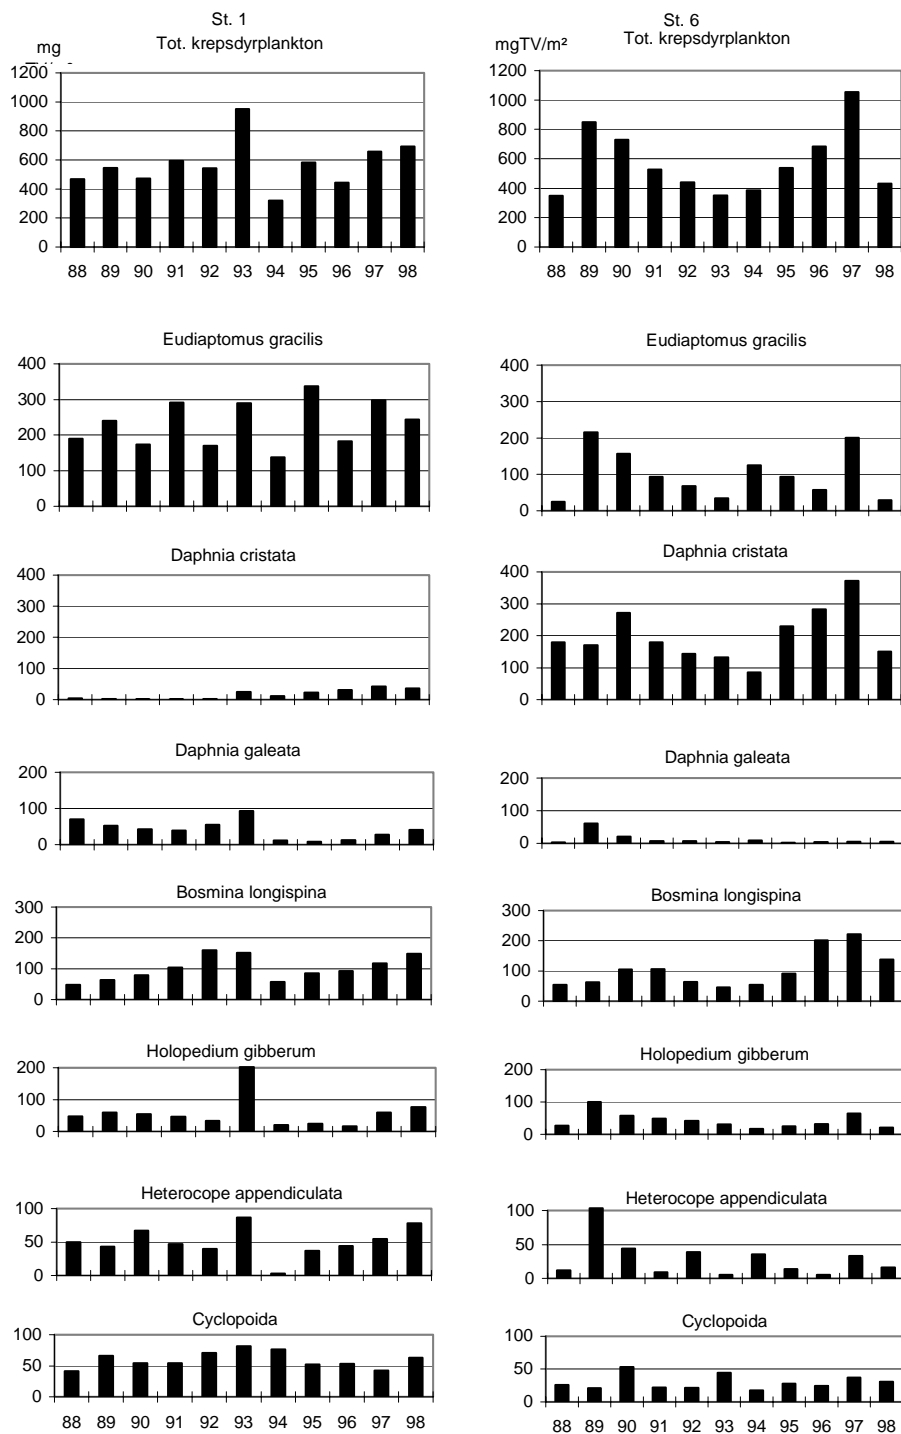 St. 1
Tot. krepsdyrplankton
mg
1200
1000
800
600
400
200
0
88 89 90 91 92 93 94 95 96 97 98
Eudiaptomus gracilis
400
300
200
100
0
Daphnia cristata
400
300
200
100
0
Daphnia galeata
200
100
0
Bosmina longispina
300
200
100
0
Holopedium gibberum
200
100
0
Heterocope appendiculata
100
50
0
Cyclopoida
100
50
0
88 89 90 91 92 93 94 95 96 97 98
St. 6
Tot. krepsdyrplankton
mgTV/m²
1200
1000
800
600
400
200
0
88 89 90 91 92 93 94 95 96 97 98
Eudiaptomus gracilis
400
300
200
100
0
Daphnia cristata
400
300
200
100
0
Daphnia galeata
200
100
0
Bosmina longispina
300
200
100
0
Holopedium gibberum
200
100
0
Heterocope appendiculata
100
50
0
Cyclopoida
100
50
0
88 89 90 91 92 93 94 95 96 97 98